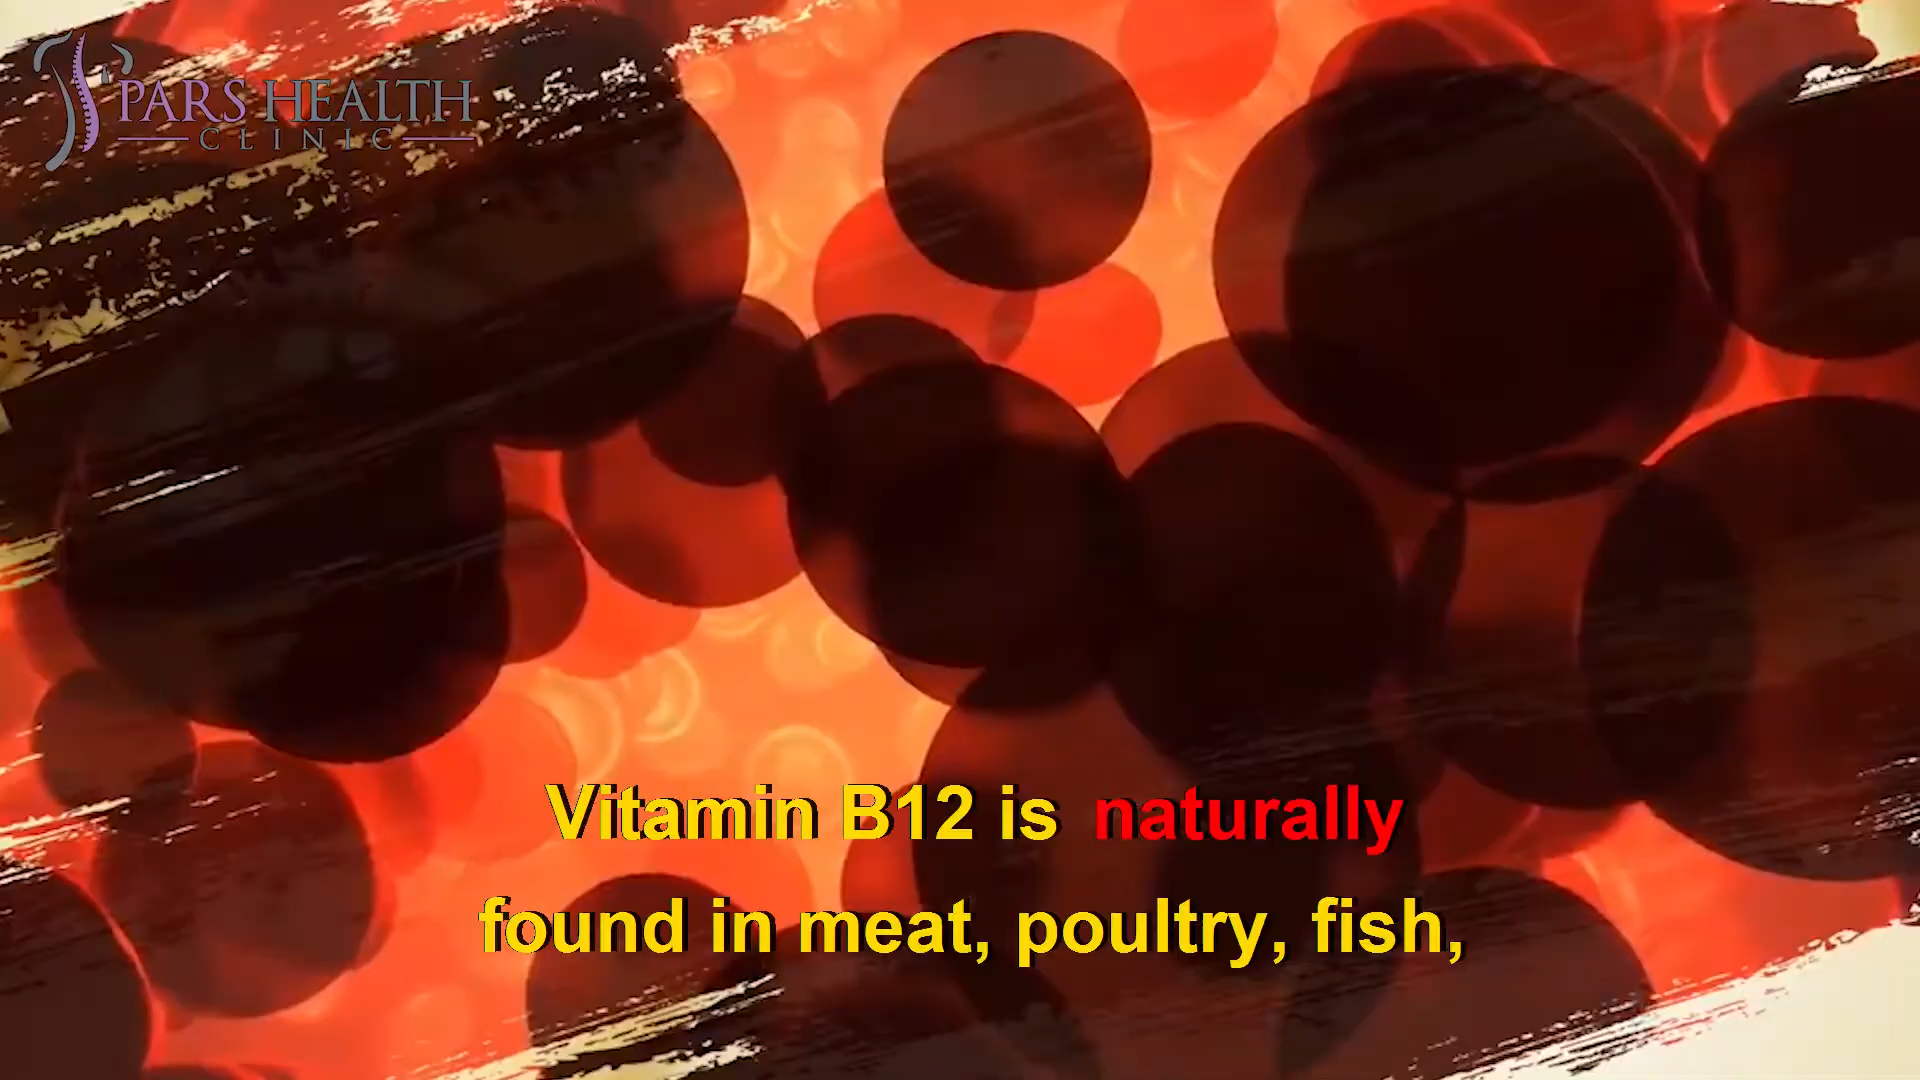 PARS HEALTH
CLINIC
Vitamin B12 is naturally
found in meat, poultry, fish,